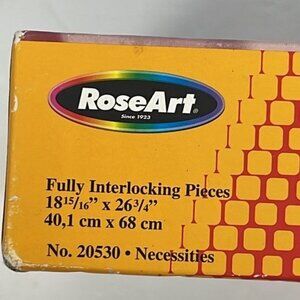 RoseArt®
Since 1923
Fully Interlocking Pieces
18 15/16" x 26 3/4"
40,1 cm x 68 cm
No. 20530 • Necessities